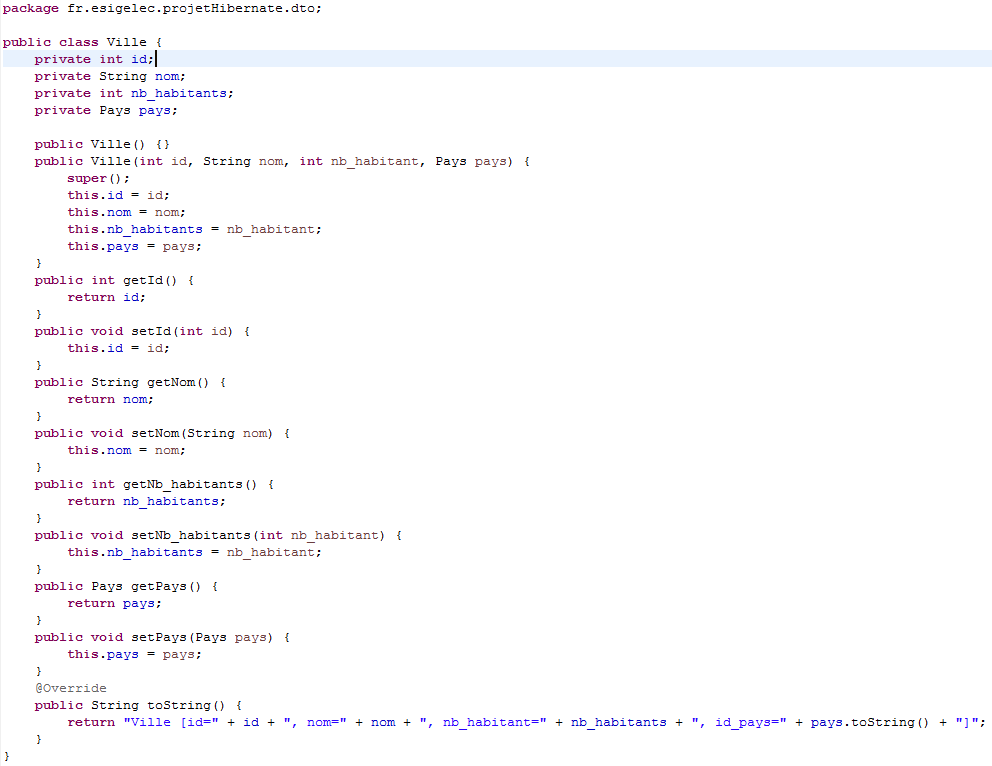 package fr.esigelec.projetHibernate.dto;

public class Ville {
    private int id;
    private String nom;
    private int nb_habitants;
    private Pays pays;

    public Ville() {}
    public Ville(int id, String nom, int nb_habitant, Pays pays) {
        super();
        this.id = id;
        this.nom = nom;
        this.nb_habitants = nb_habitant;
        this.pays = pays;
    }
    public int getId() {
        return id;
    }
    public void setId(int id) {
        this.id = id;
    }
    public String getNom() {
        return nom;
    }
    public void setNom(String nom) {
        this.nom = nom;
    }
    public int getNb_habitants() {
        return nb_habitants;
    }
    public void setNb_habitants(int nb_habitant) {
        this.nb_habitants = nb_habitant;
    }
    public Pays getPays() {
        return pays;
    }
    public void setPays(Pays pays) {
        this.pays = pays;
    }
    @Override
    public String toString() {
        return "Ville [id=" + id + ", nom=" + nom + ", nb_habitant=" + nb_habitants + ", id_pays=" + pays.toString() + "]";
    }
}